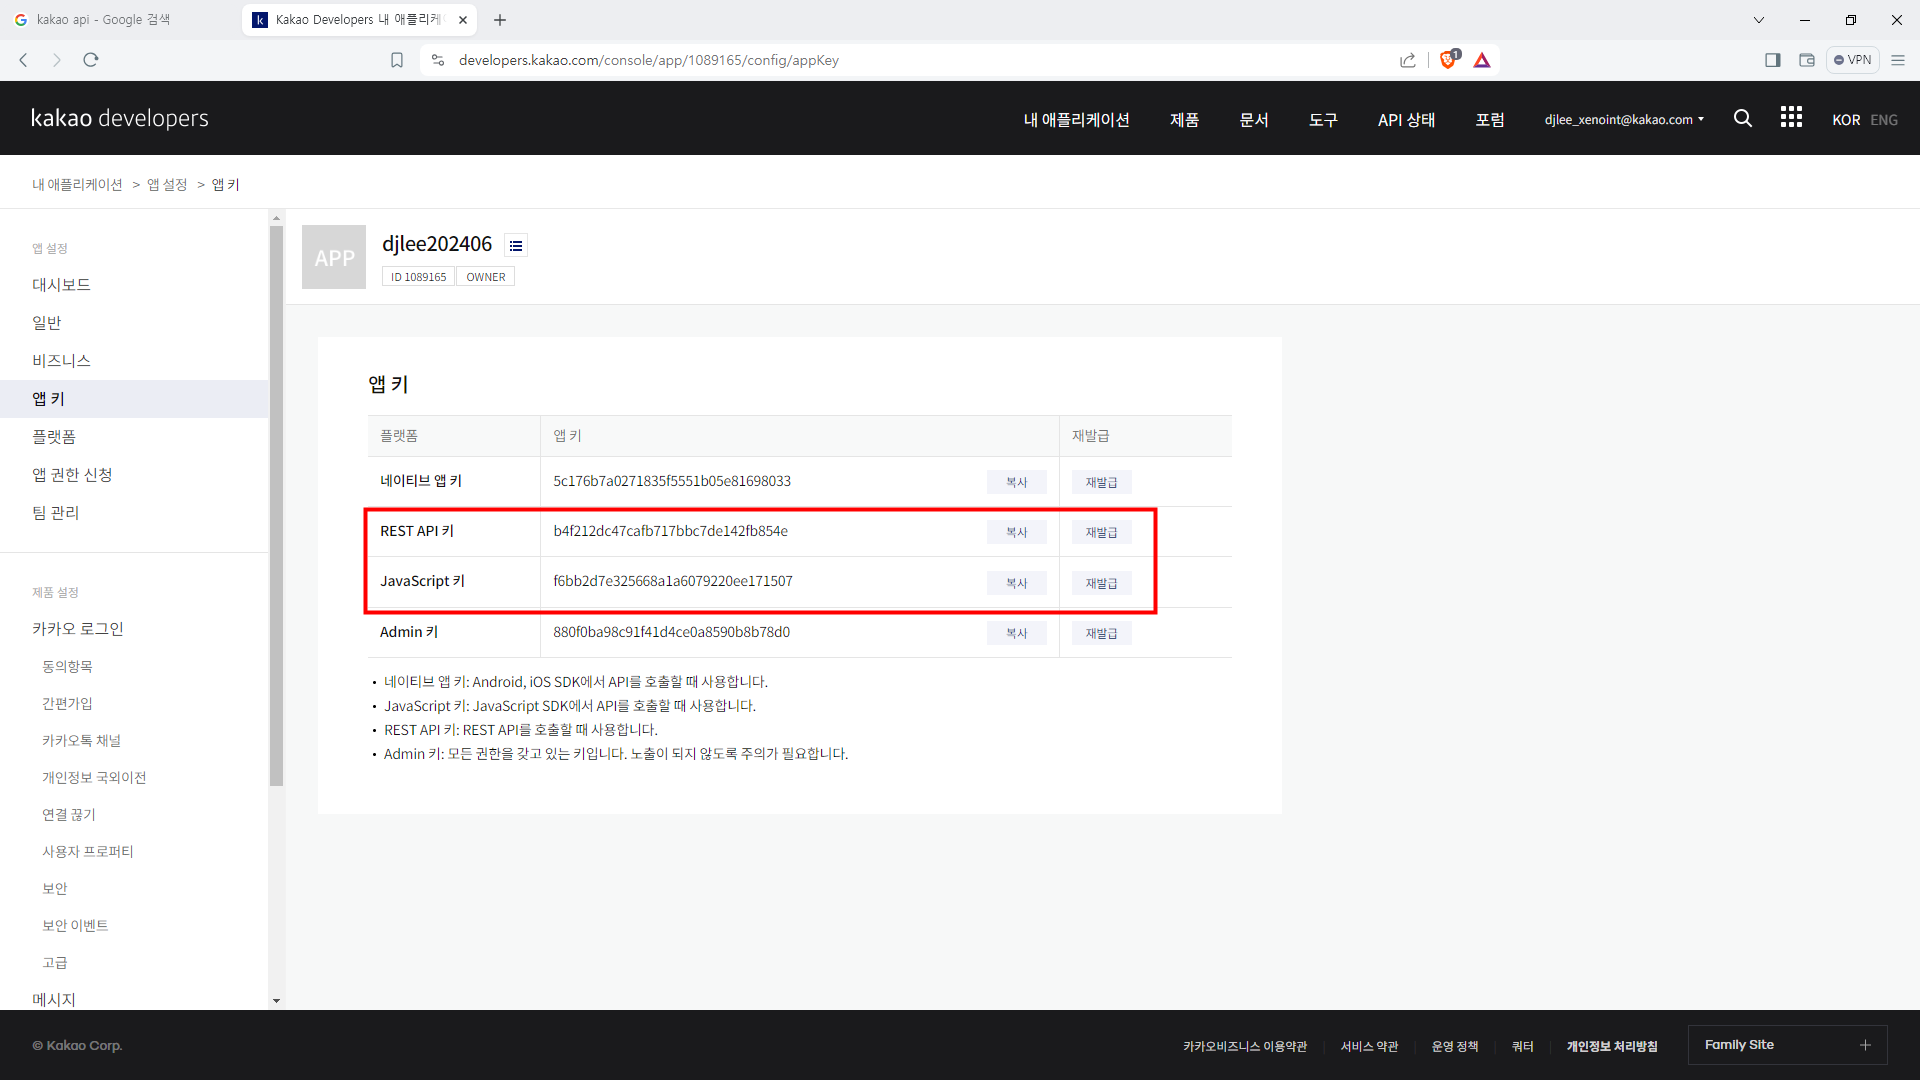 kakao api - Google 검색
Kakao Developers 내 애플리케
developers.kakao.com/console/app/1089165/config/appKey
1
VPN
kakao developers
내 애플리케이션 제품 문서 도구 API 상태 포럼 djlee_xenoint@kakao.com KOR ENG
내 애플리케이션 > 앱 설정 > 앱 키
앱 설정
대시보드
일반
비즈니스
앱 키
플랫폼
앱 권한 신청
팀 관리
제품 설정
카카오 로그인
동의항목
간편가입
카카오톡 채널
개인정보 국외이전
연결 끊기
사용자 프로퍼티
보안
보안 이벤트
고급
메시지
APP
djlee202406
ID 1089165 OWNER
앱 키
플랫폼 앱 키 재발급
네이티브 앱 키 5c176b7a0271835f5551b05e81698033 복사 재발급
REST API 키 b4f212dc47cafb717bbc7de142fb854e 복사 재발급
JavaScript 키 f6bb2d7e325668a1a6079220ee171507 복사 재발급
Admin 키 880f0ba98c91f41d4ce0a8590b8b78d0 복사 재발급
• 네이티브 앱 키: Android, iOS SDK에서 API를 호출할 때 사용합니다.
• JavaScript 키: JavaScript SDK에서 API를 호출할 때 사용합니다.
• REST API 키: REST API를 호출할 때 사용합니다.
• Admin 키: 모든 권한을 갖고 있는 키입니다. 노출이 되지 않도록 주의가 필요합니다.
© Kakao Corp.
카카오비즈니스 이용약관 서비스 약관 운영 정책 쿼터 개인정보 처리방침 Family Site